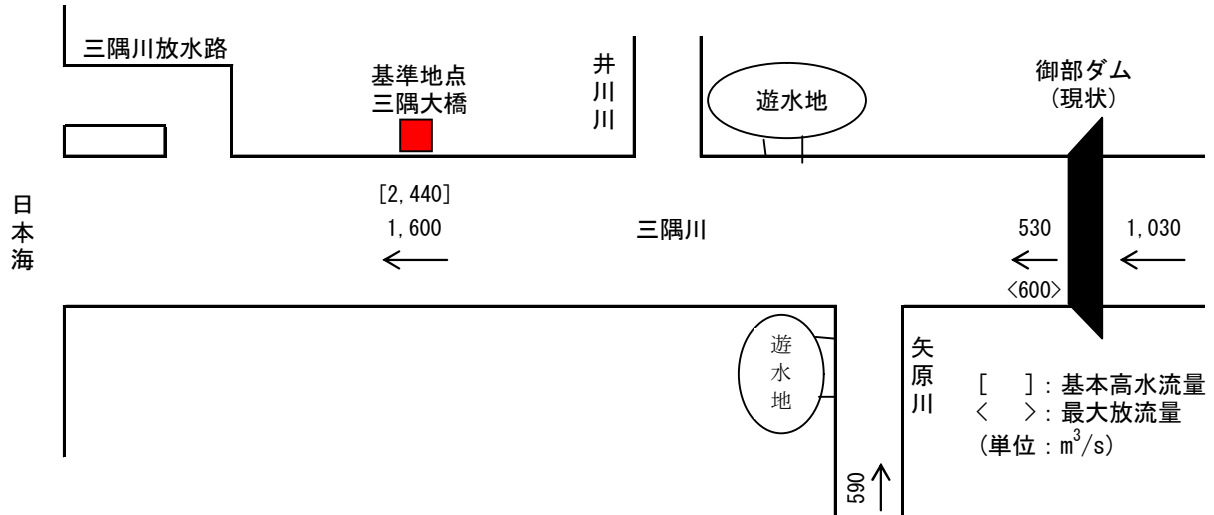 三隅川放水路
基準地点
三隅大橋
井川川
遊水地
御部ダム
(現状)
日本海
[2,440]
1,600
三隅川
530
1,030
<600>
遊水地
矢原川
590
[　]：基本高水流量
<　>：最大放流量
(単位：m³/s)